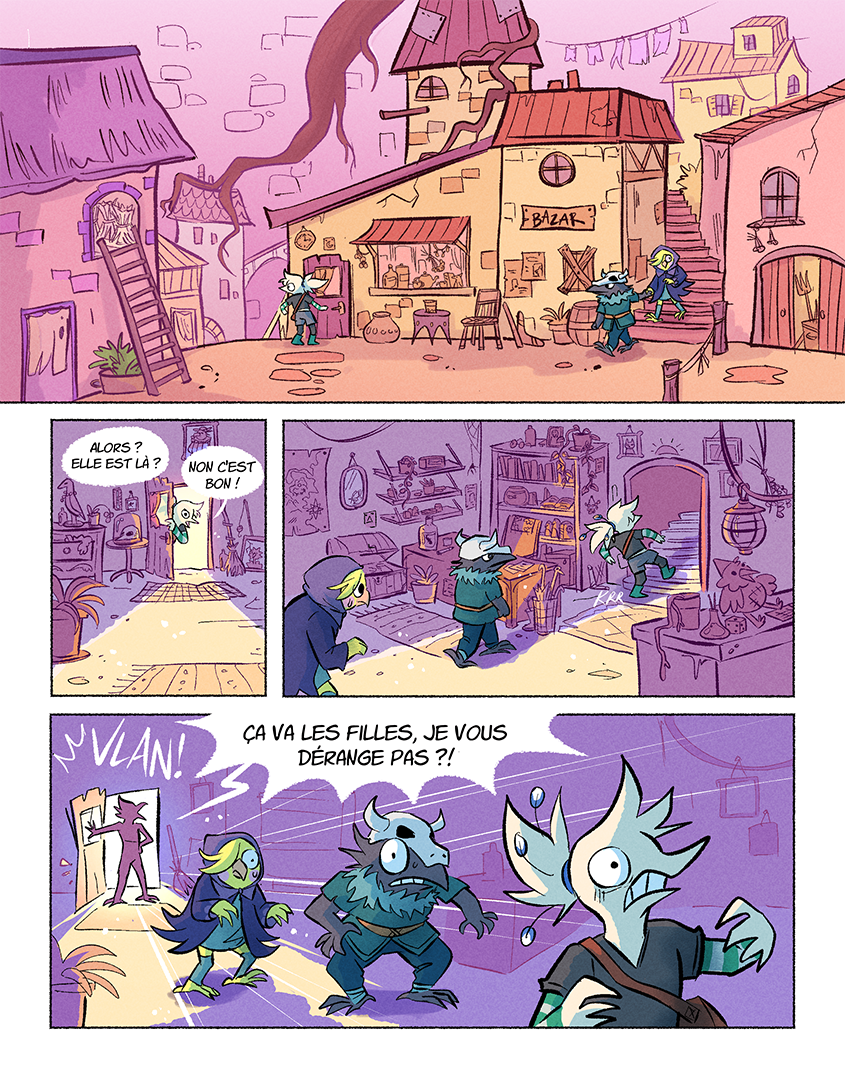 BAZAR
ALORS ?
ELLE EST LÀ ?
NON C'EST
BON !
KRR
VLAN!
ÇA VA LES FILLES, JE VOUS
DÉRANGE PAS ?!